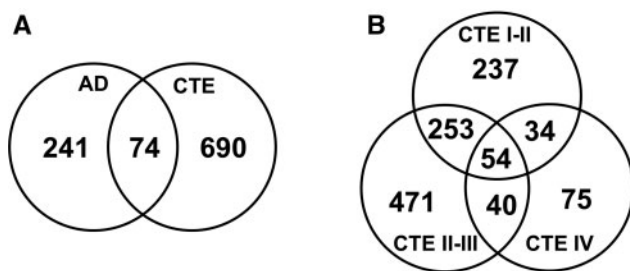 A
AD
CTE
241
74
690
B
CTE I-II
237
253
34
54
471
40
75
CTE II-III
CTE IV